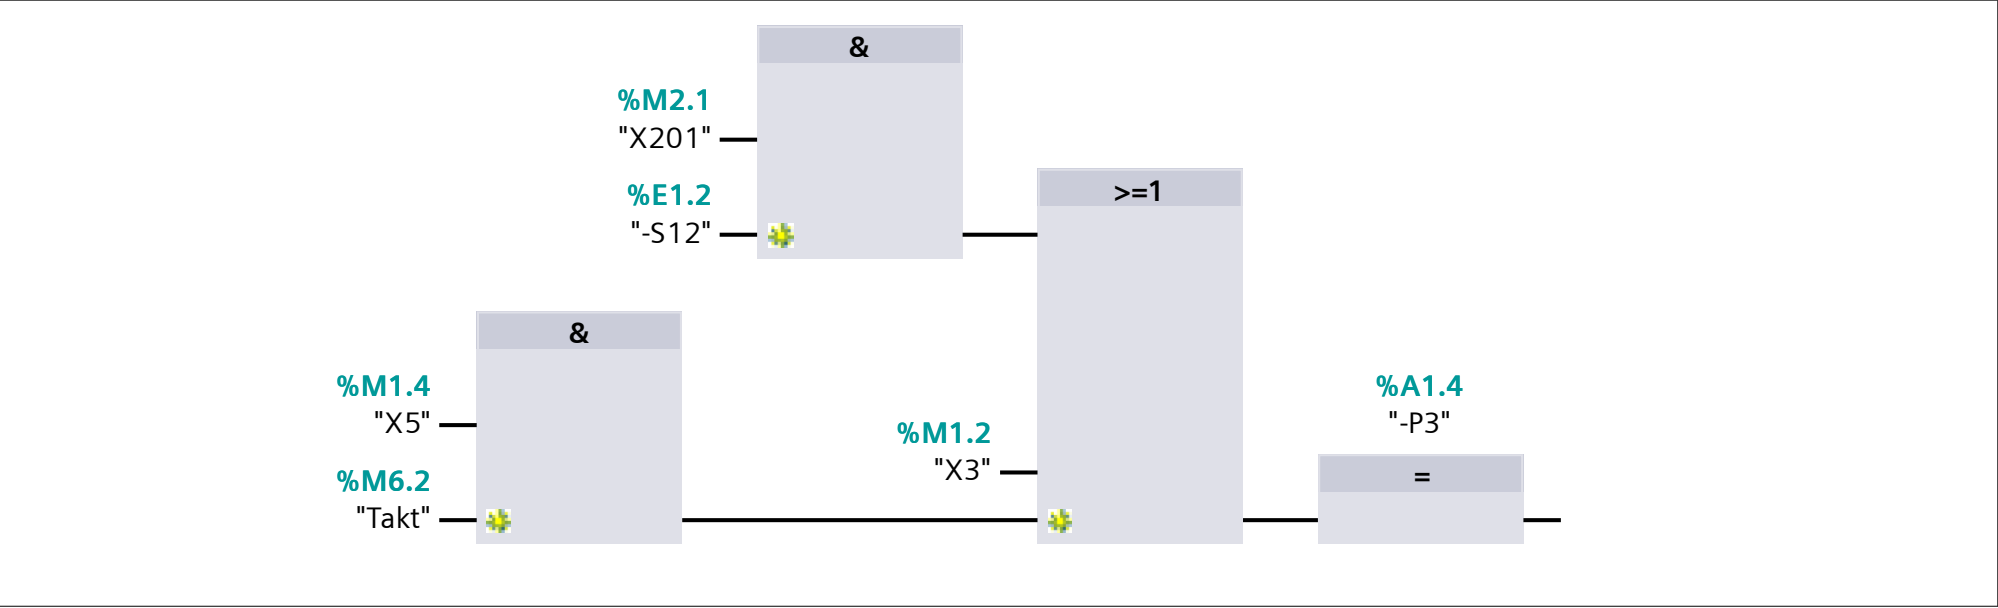 &
%M2.1
"X201"
%E1.2
"-S12"
>=1
&
%M1.4
"X5"
%M6.2
"Takt"
%M1.2
"X3"
%A1.4
"-P3"
=